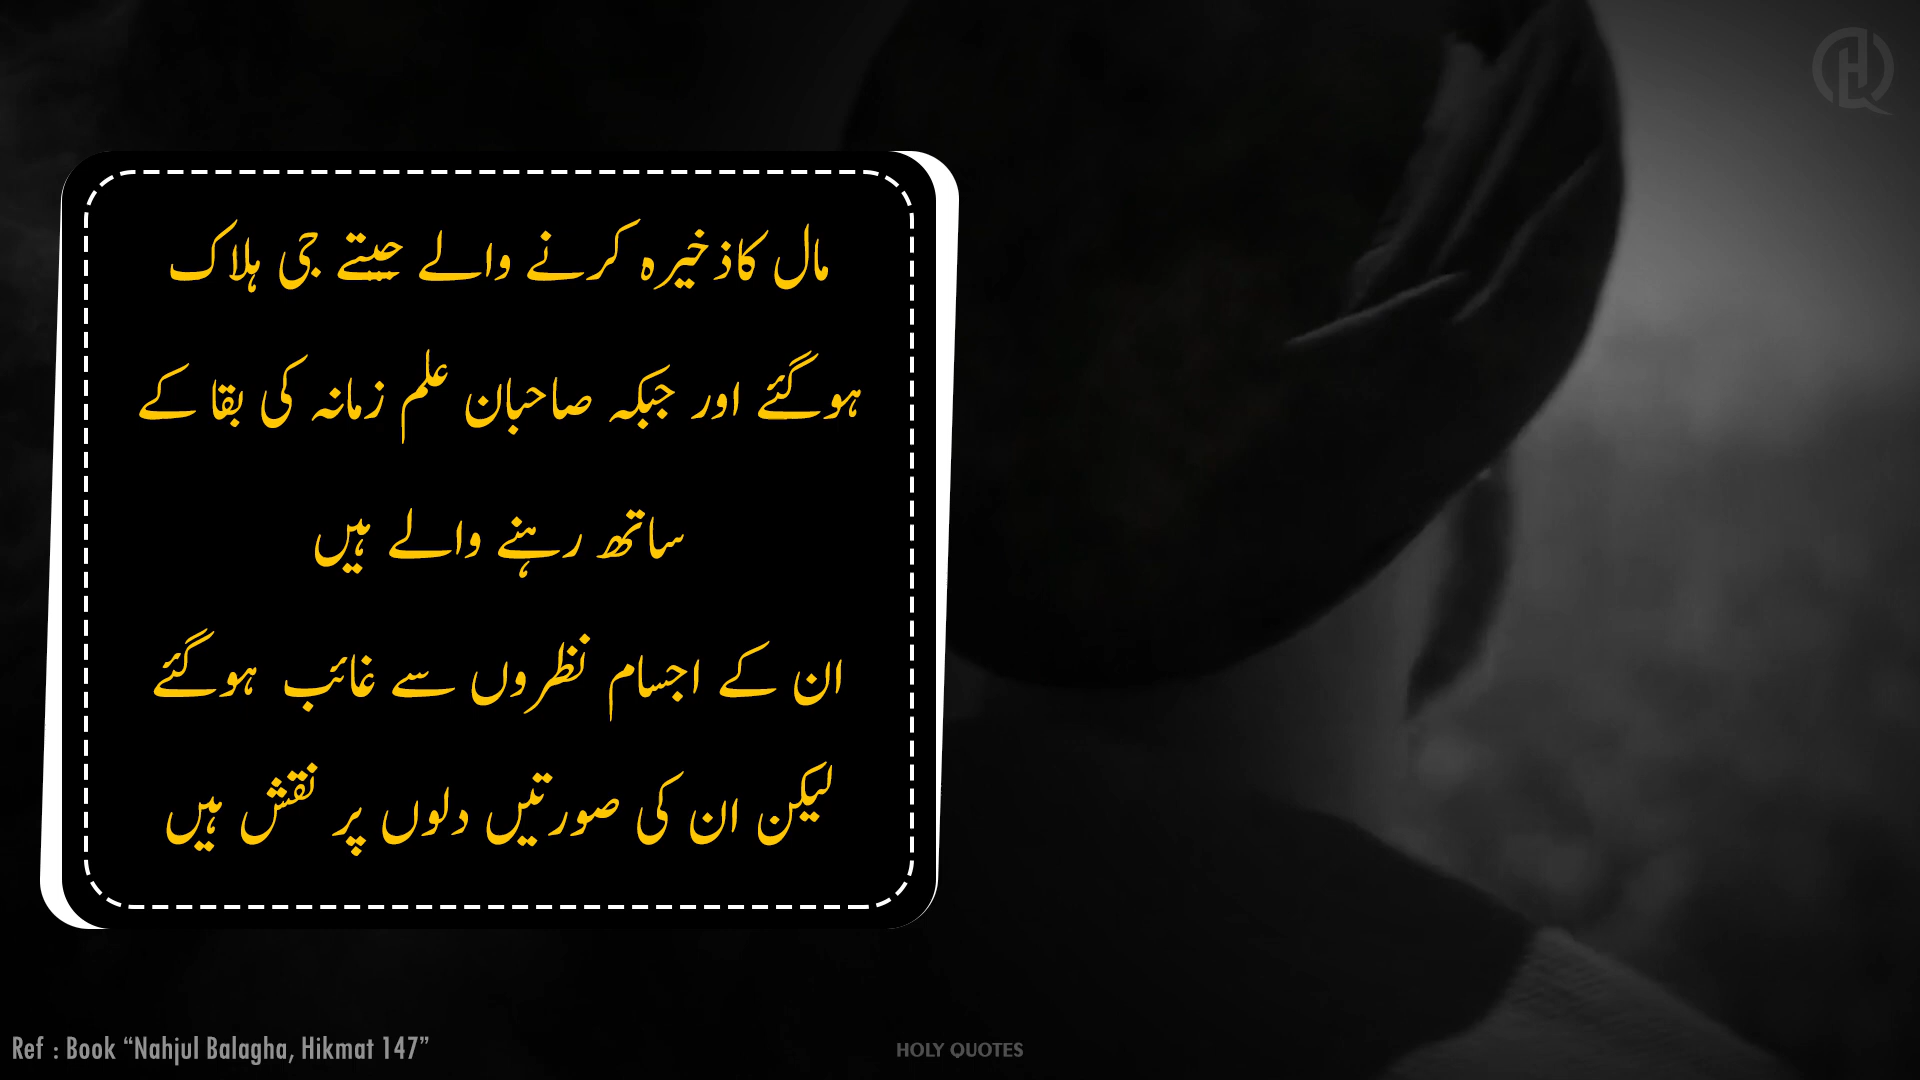 مال کاذخیرہ کرنے والے جیتے جی ہلاک
ہوگئے اور جبکہ صاحبان علم زمانہ کی بقا کے
ساتھ رہنے والے ہیں
ان کے اجسام نظروں سے غائب ہوگئے
لیکن ان کی صورتیں دلوں پر نقش ہیں
Ref : Book “Nahjul Balagha, Hikmat 147”
HOLY QUOTES